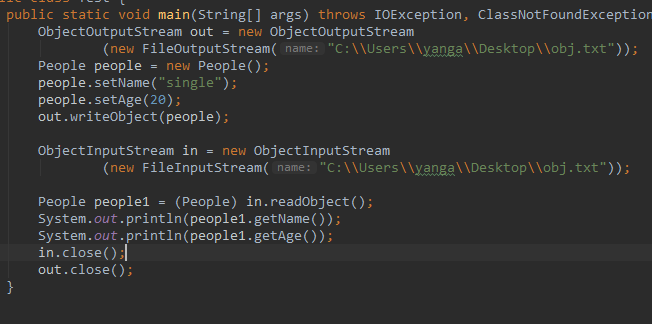 public static void main(String[] args) throws IOException, ClassNotFoundException
ObjectOutputStream out = new ObjectOutputStream
(new FileOutputStream( name: "C:\\Users\\yanga\\Desktop\\obj.txt"));
People people = new People();
people.setName("single");
people.setAge(20);
out.writeObject(people);
ObjectInputStream in = new ObjectInputStream
(new FileInputStream( name: "C:\\Users\\yanga\\Desktop\\obj.txt"));
People people1 = (People) in.readObject();
System.out.println(people1.getName());
System.out.println(people1.getAge());
in.close();
out.close();
}